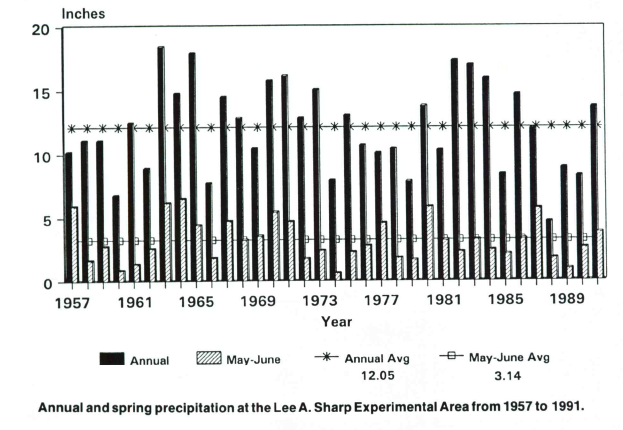 Inches
20
15
10
5
0
1957 1961 1965 1969 1973 1977 1981 1985 1989
Year
Annual May-June Annual Avg May-June Avg
12.05 3.14
Annual and spring precipitation at the Lee A. Sharp Experimental Area from 1957 to 1991.